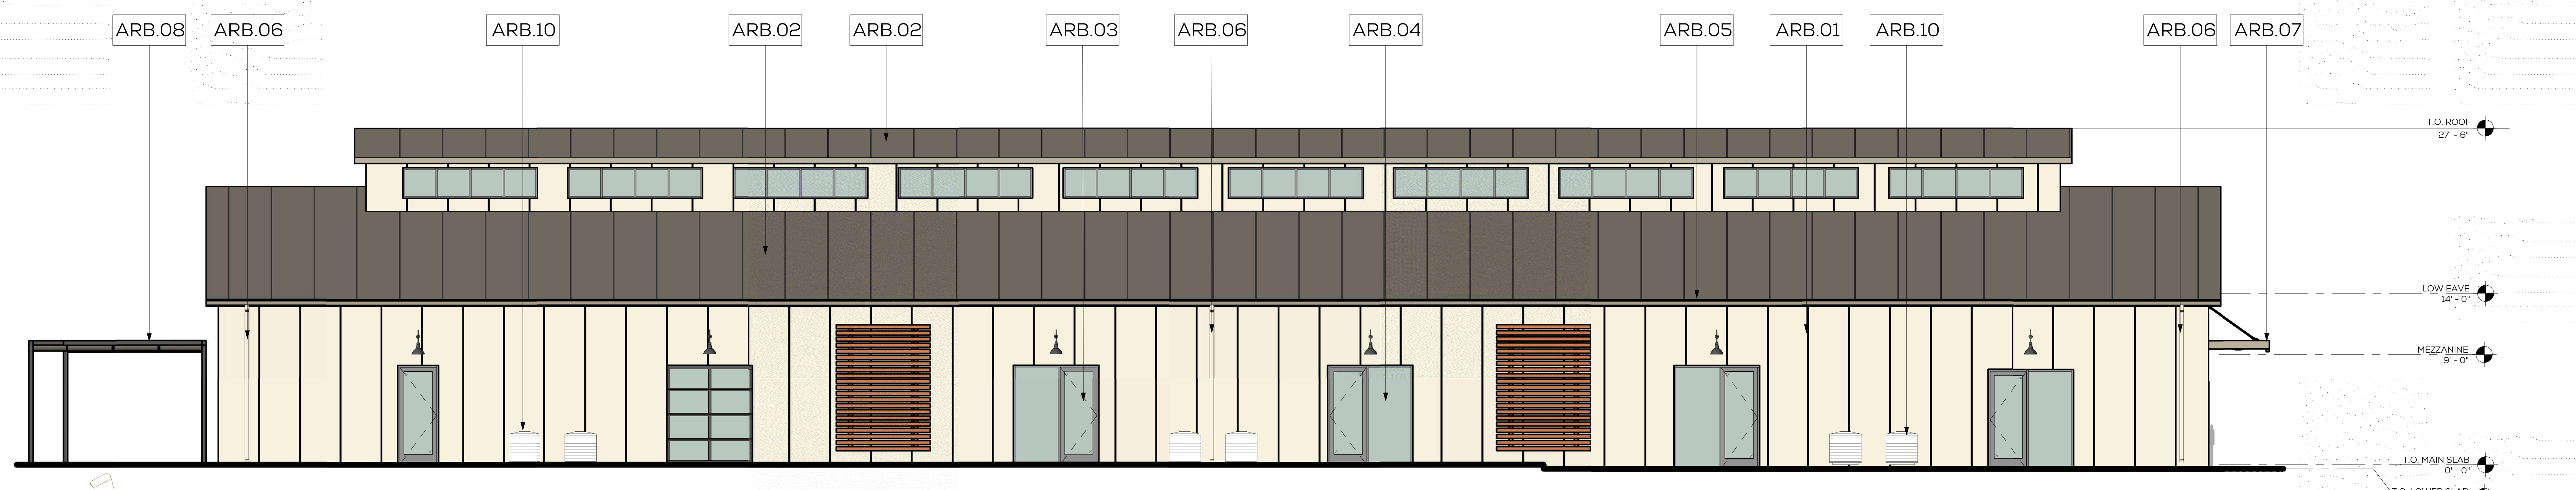 ARB.08
ARB.06
ARB.10
ARB.02
ARB.02
ARB.03
ARB.06
ARB.04
ARB.05
ARB.01
ARB.10
ARB.06
ARB.07
T.O. ROOF
27' - 6"
LOW EAVE
14' - 0"
MEZZANINE
9' - 0"
T.O. MAIN SLAB
0' - 0"
T.O. LOWER SLAB